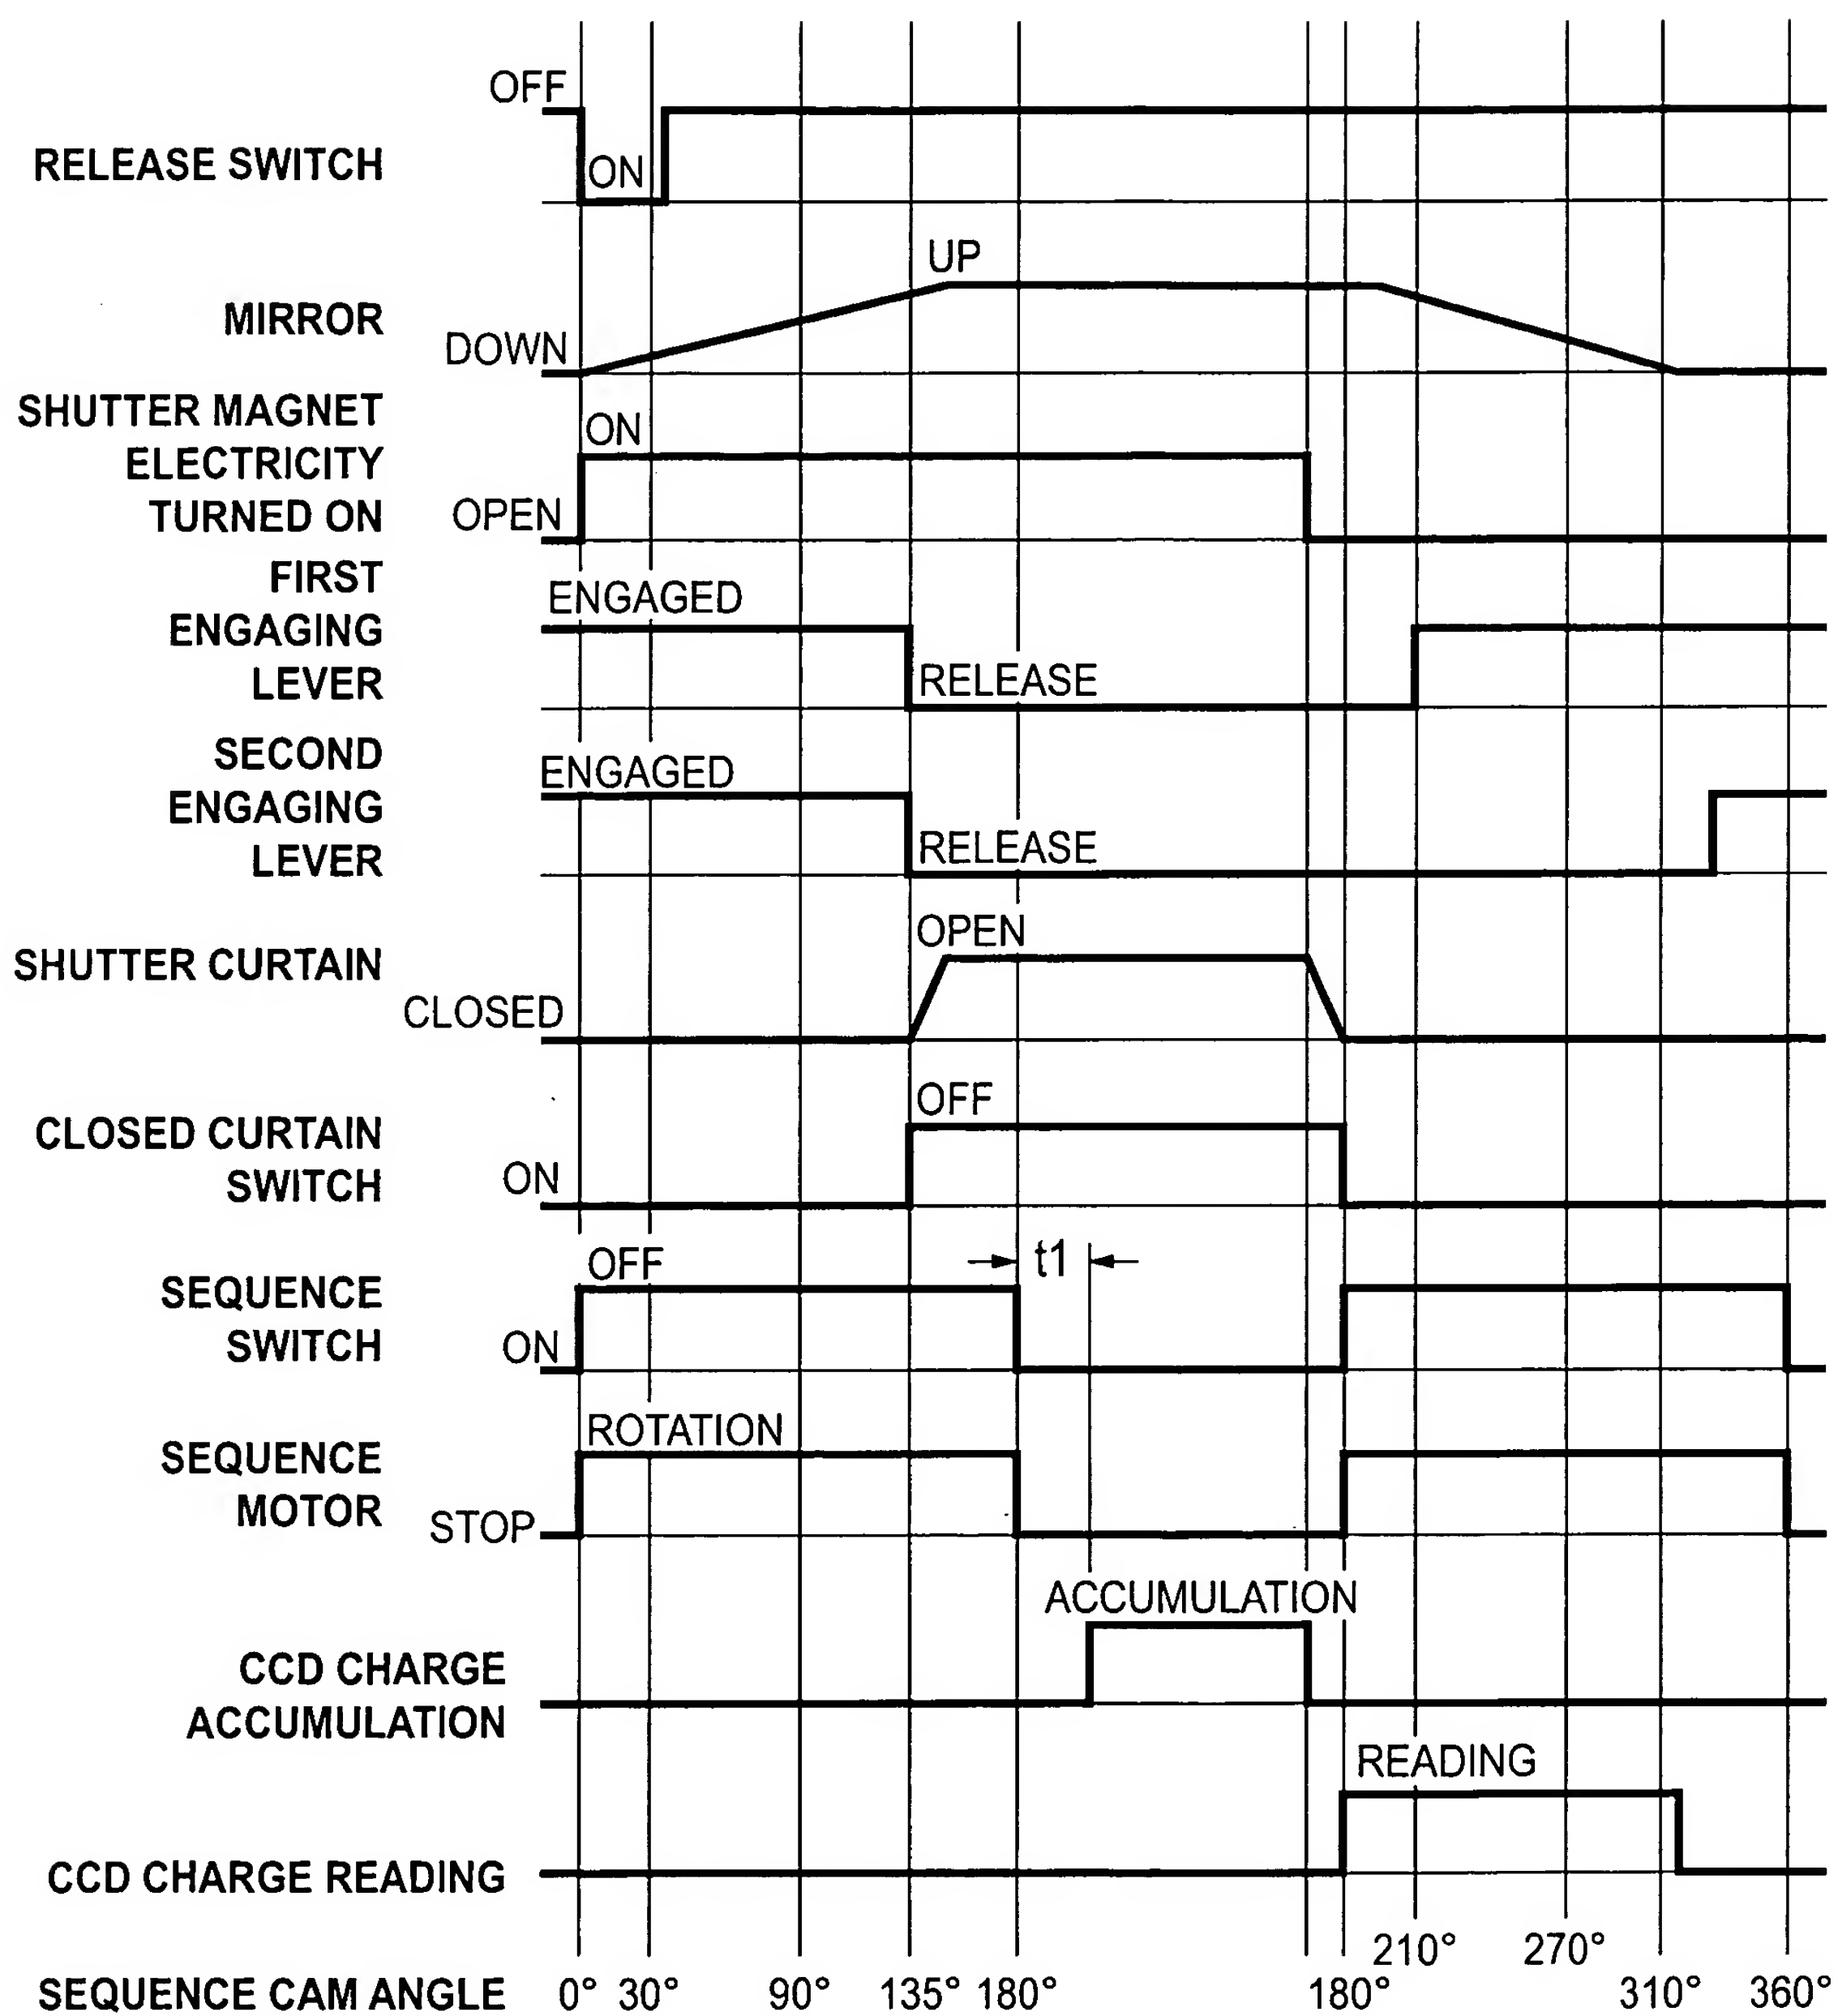 OFF
RELEASE SWITCH
ON
UP
MIRROR
DOWN
SHUTTER MAGNET
ELECTRICITY
TURNED ON
ON
OPEN
FIRST
ENGAGING
LEVER
ENGAGED
RELEASE
SECOND
ENGAGING
LEVER
ENGAGED
RELEASE
OPEN
SHUTTER CURTAIN
CLOSED
OFF
CLOSED CURTAIN
SWITCH
ON
OFF
t1
SEQUENCE
SWITCH
ON
ROTATION
SEQUENCE
MOTOR
STOP
ACCUMULATION
CCD CHARGE
ACCUMULATION
READING
CCD CHARGE READING
210° 270°
SEQUENCE CAM ANGLE 0° 30° 90° 135° 180° 180° 310° 360°